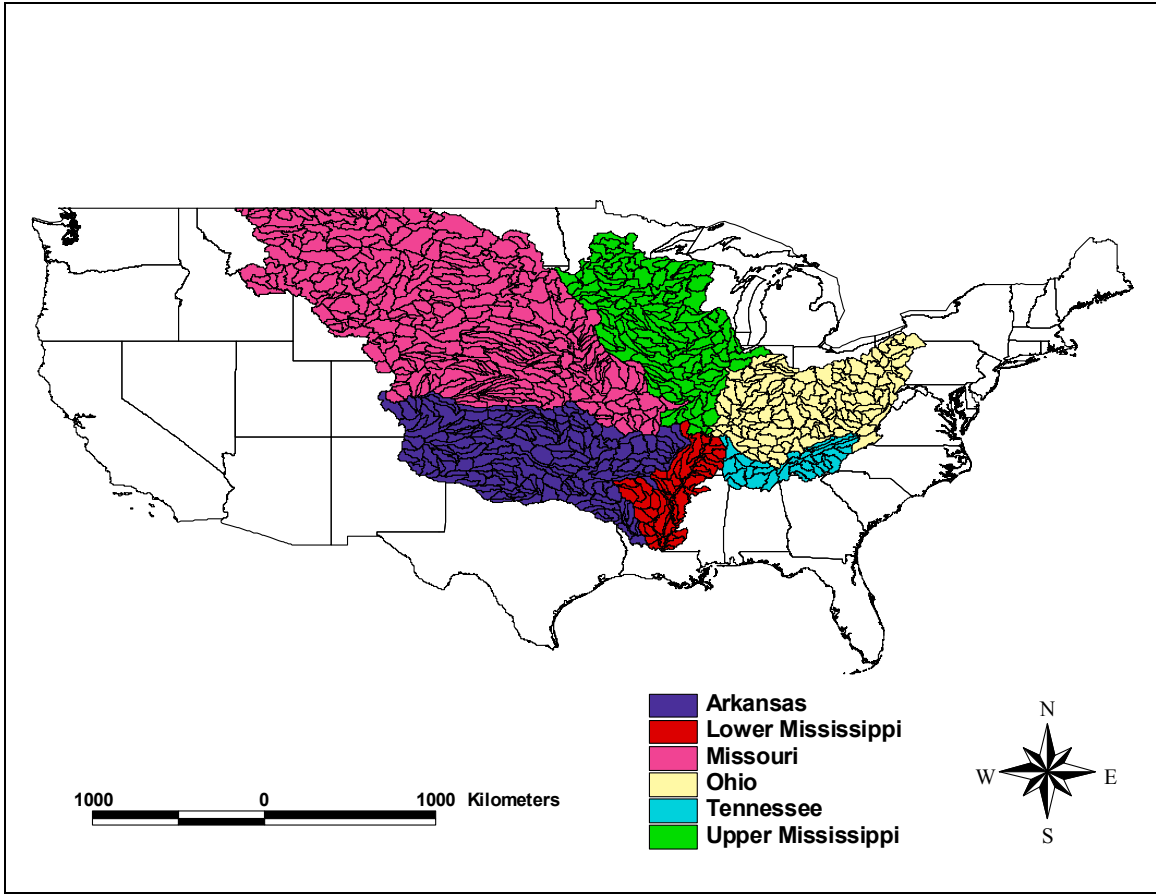 Arkansas
Lower Mississippi
Missouri
Ohio
Tennessee
Upper Mississippi
N
W E
S
1000 0 1000 Kilometers